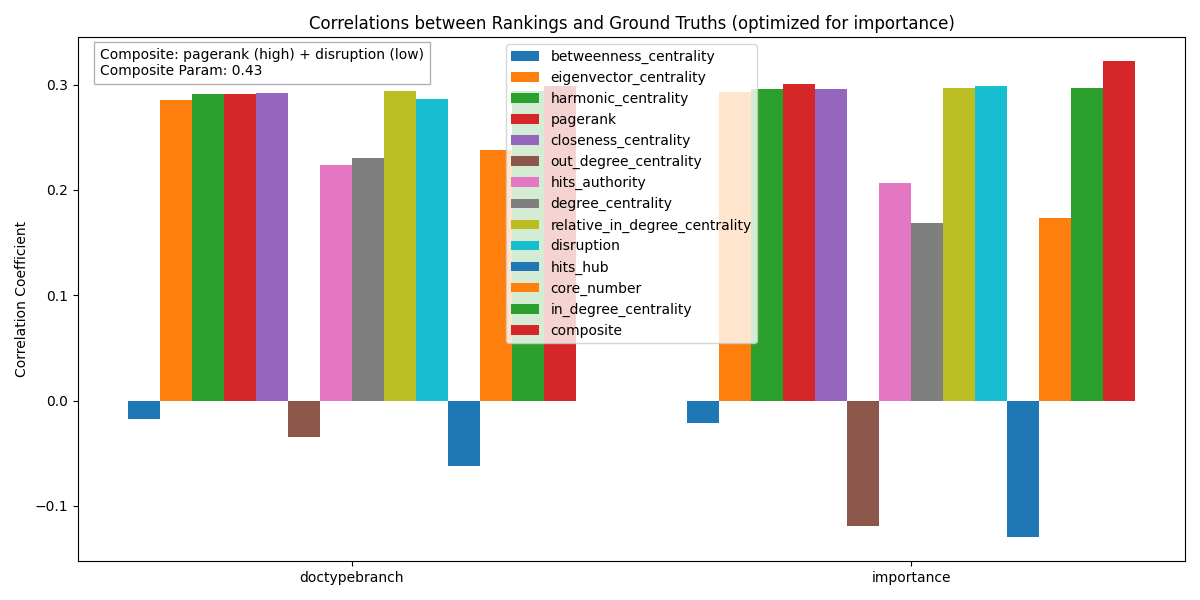 Correlations between Rankings and Ground Truths (optimized for importance)
Composite: pagerank (high) + disruption (low)
Composite Param: 0.43
betweenness_centrality
eigenvector_centrality
harmonic_centrality
pagerank
closeness_centrality
out_degree_centrality
hits_authority
degree_centrality
relative_in_degree_centrality
disruption
hits_hub
core_number
in_degree_centrality
composite
Correlation Coefficient
0.3
0.2
0.1
0.0
−0.1
doctypebranch
importance